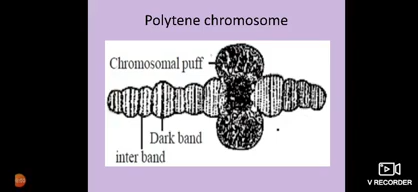 Polytene chromosome
Chromosomal puff
Dark band
inter band
V RECORDER